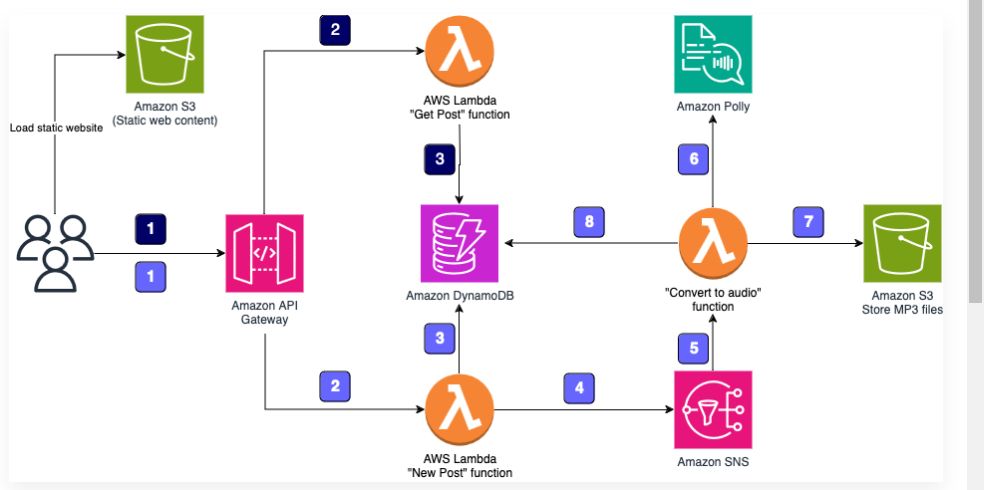 2
Amazon S3
(Static web content)
AWS Lambda
"Get Post" function
Amazon Polly
Load static website
3
6
1
8
7
</>
1
Amazon API
Gateway
Amazon DynamoDB
"Convert to audio"
function
Amazon S3
Store MP3 files
3
5
2
4
AWS Lambda
"New Post" function
Amazon SNS